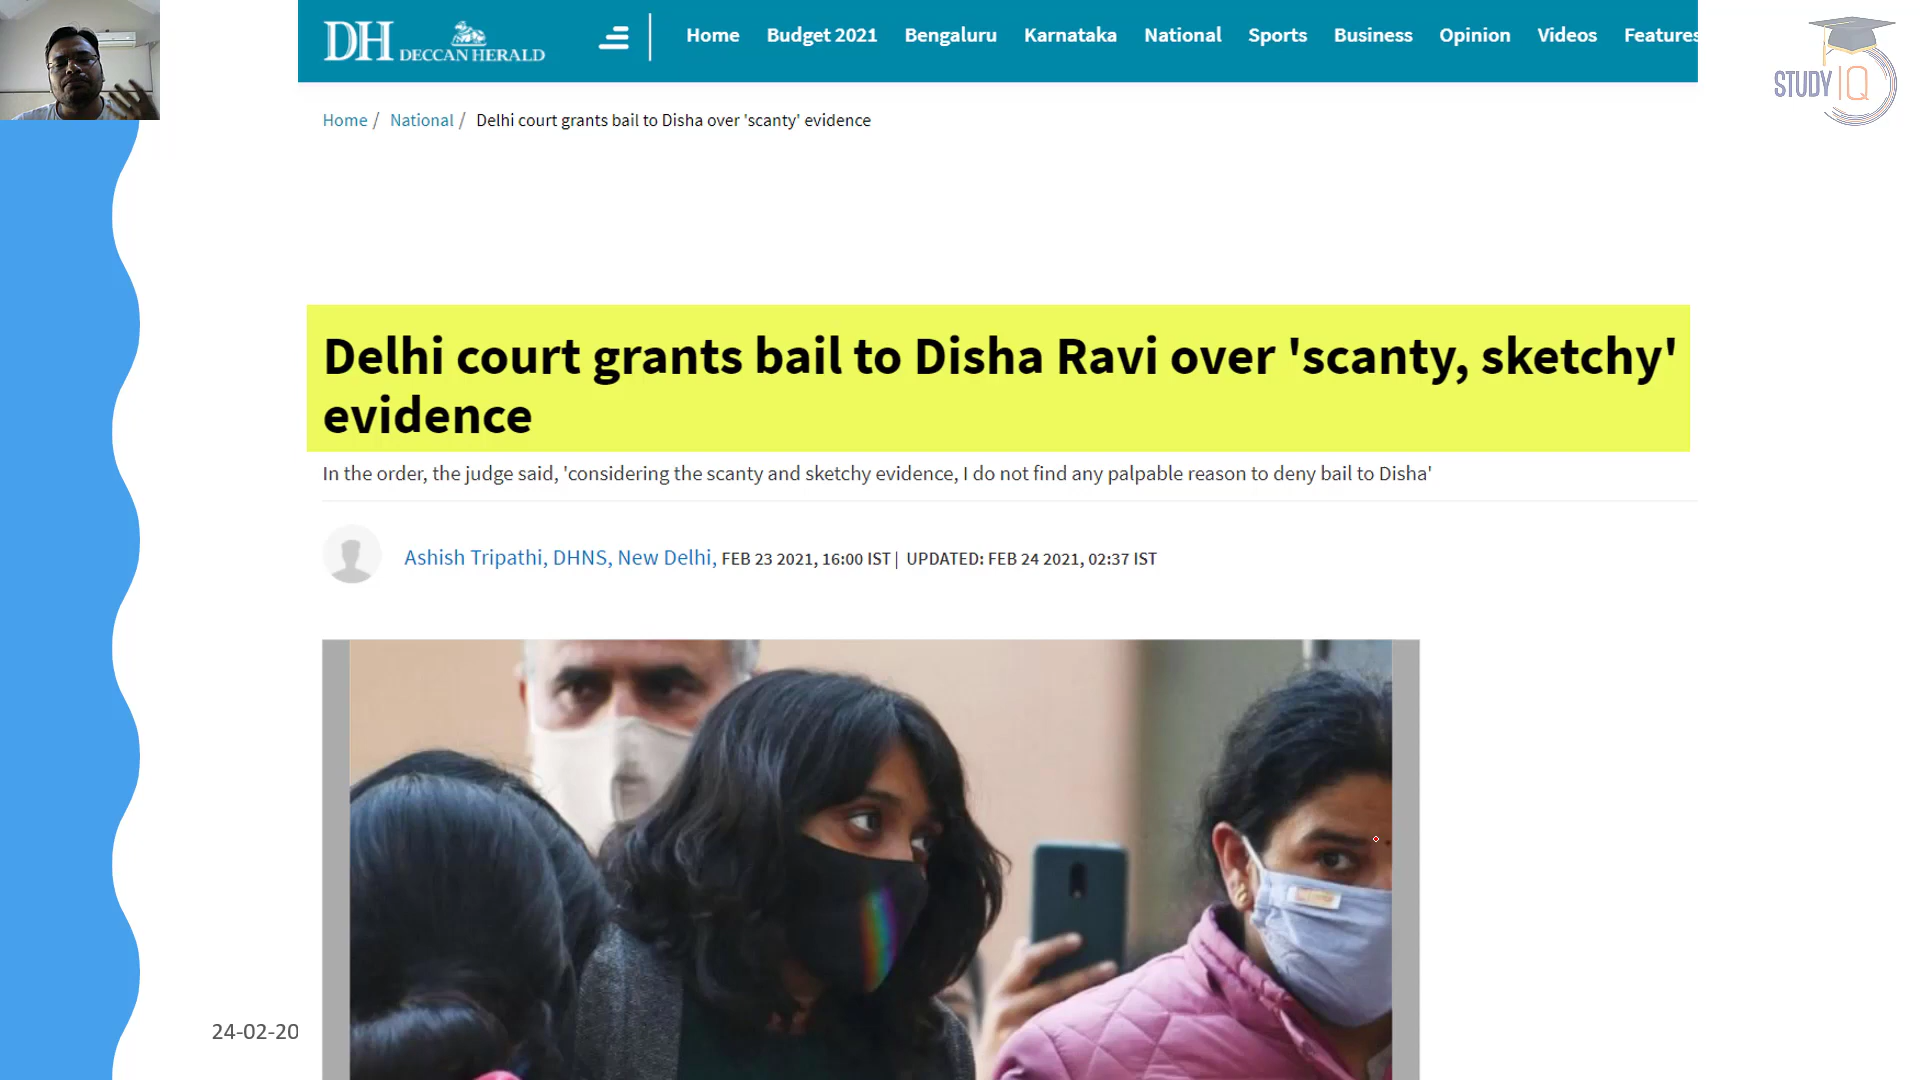 DH DECCAN HERALD
Home Budget 2021 Bengaluru Karnataka National Sports Business Opinion Videos Features
STUDY IQ
Home / National / Delhi court grants bail to Disha over 'scanty' evidence
Delhi court grants bail to Disha Ravi over 'scanty, sketchy'
evidence
In the order, the judge said, 'considering the scanty and sketchy evidence, I do not find any palpable reason to deny bail to Disha'
Ashish Tripathi, DHNS, New Delhi, FEB 23 2021, 16:00 IST | UPDATED: FEB 24 2021, 02:37 IST
24-02-20